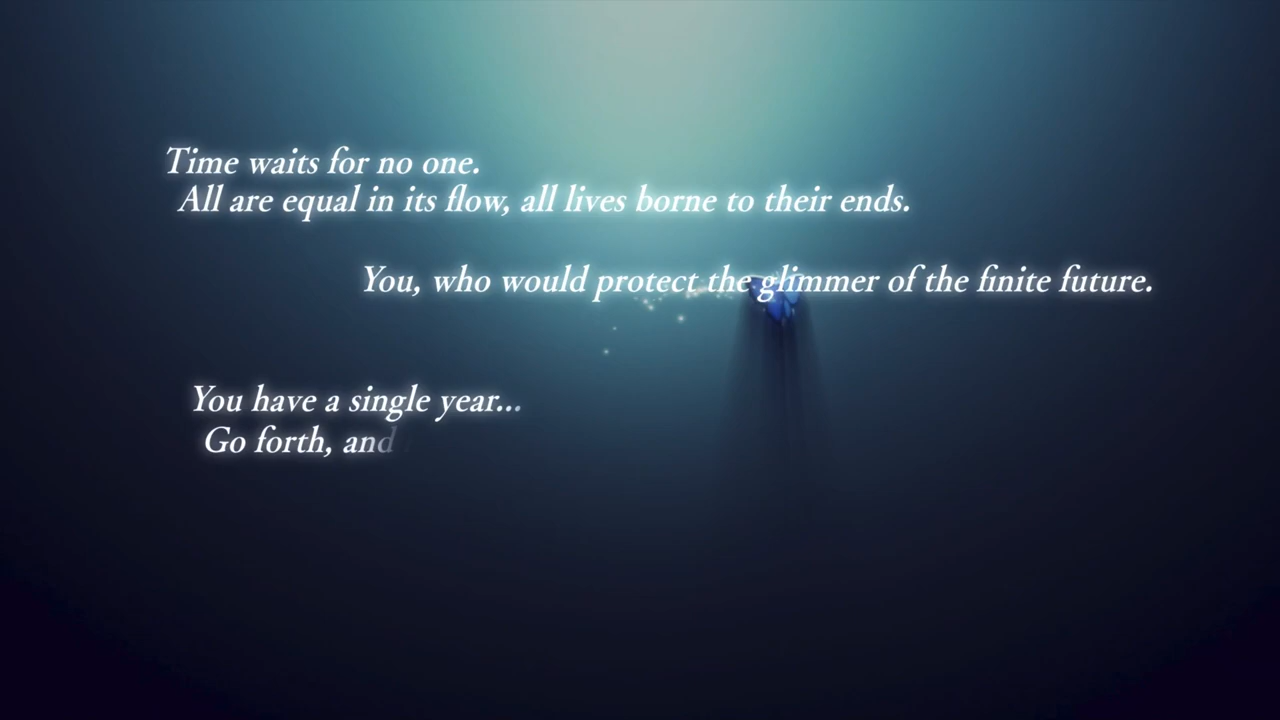 Time waits for no one.
All are equal in its flow, all lives borne to their ends.
You, who would protect the glimmer of the finite future.
You have a single year...
Go forth, and